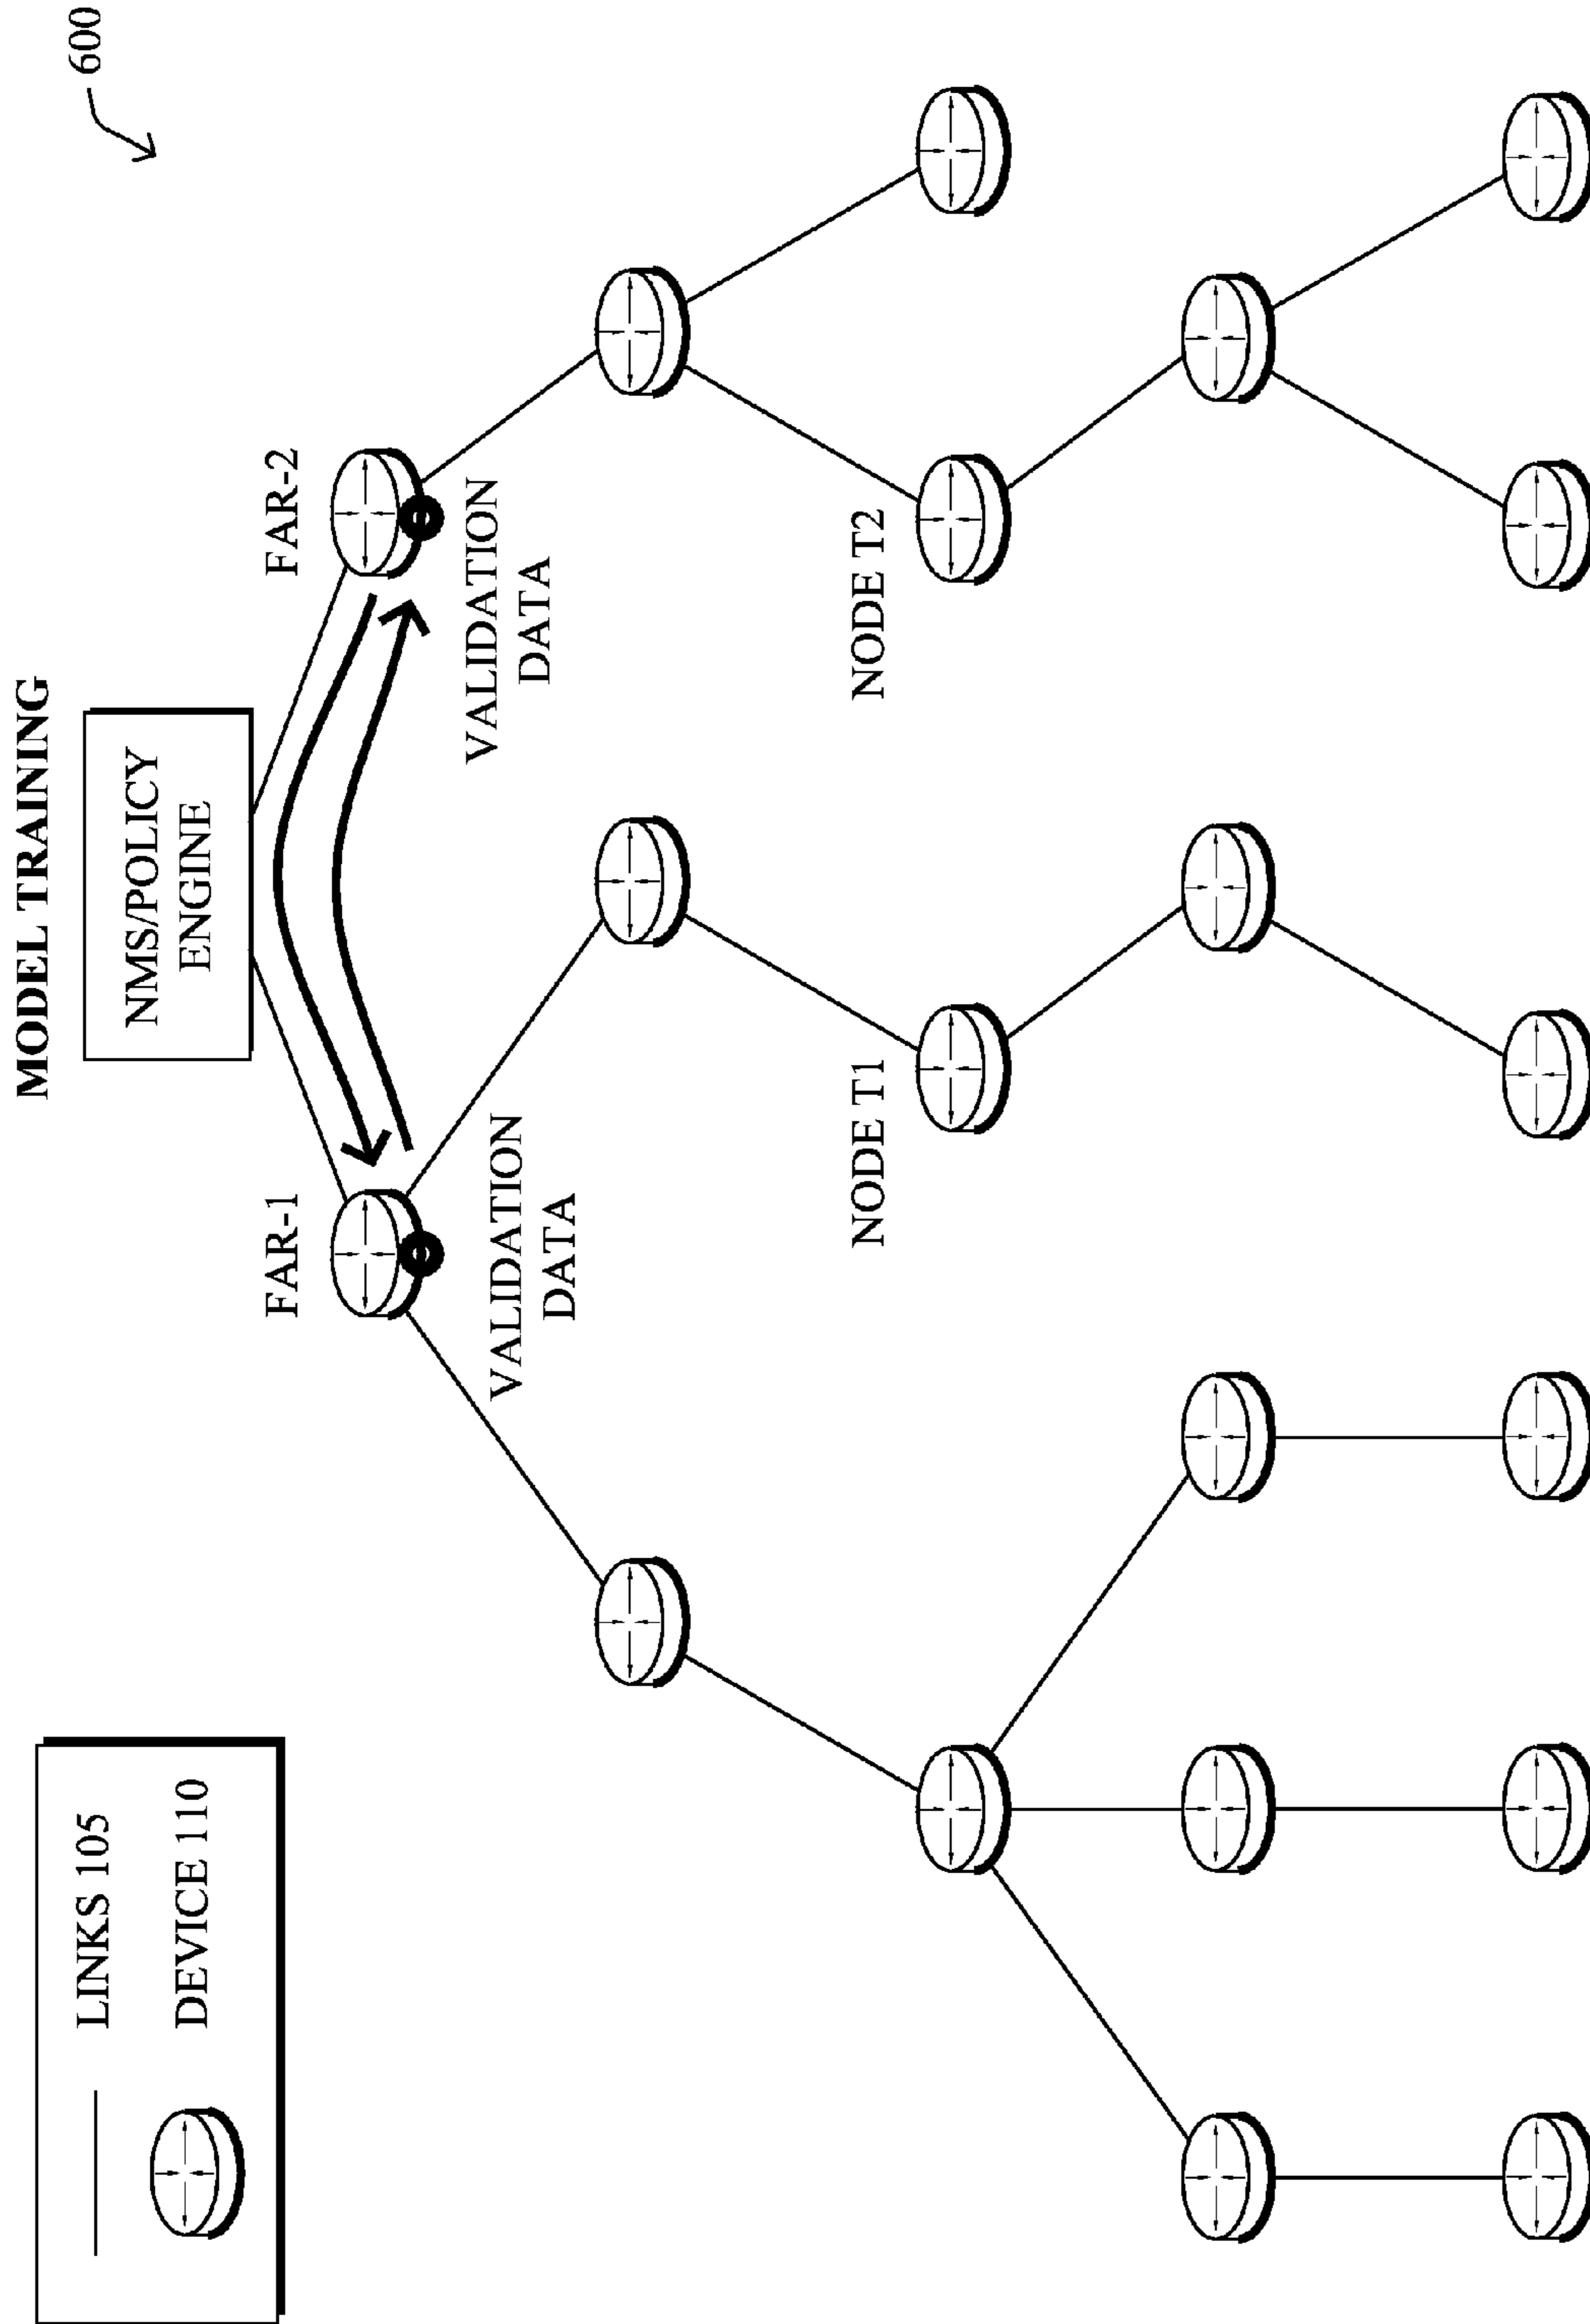 LINKS 105
DEVICE 110
MODEL TRAINING
600
NMS/POLICY
ENGINE
FAR-1
FAR-2
VALIDATION
DATA
VALIDATION
DATA
NODE T1
NODE T2